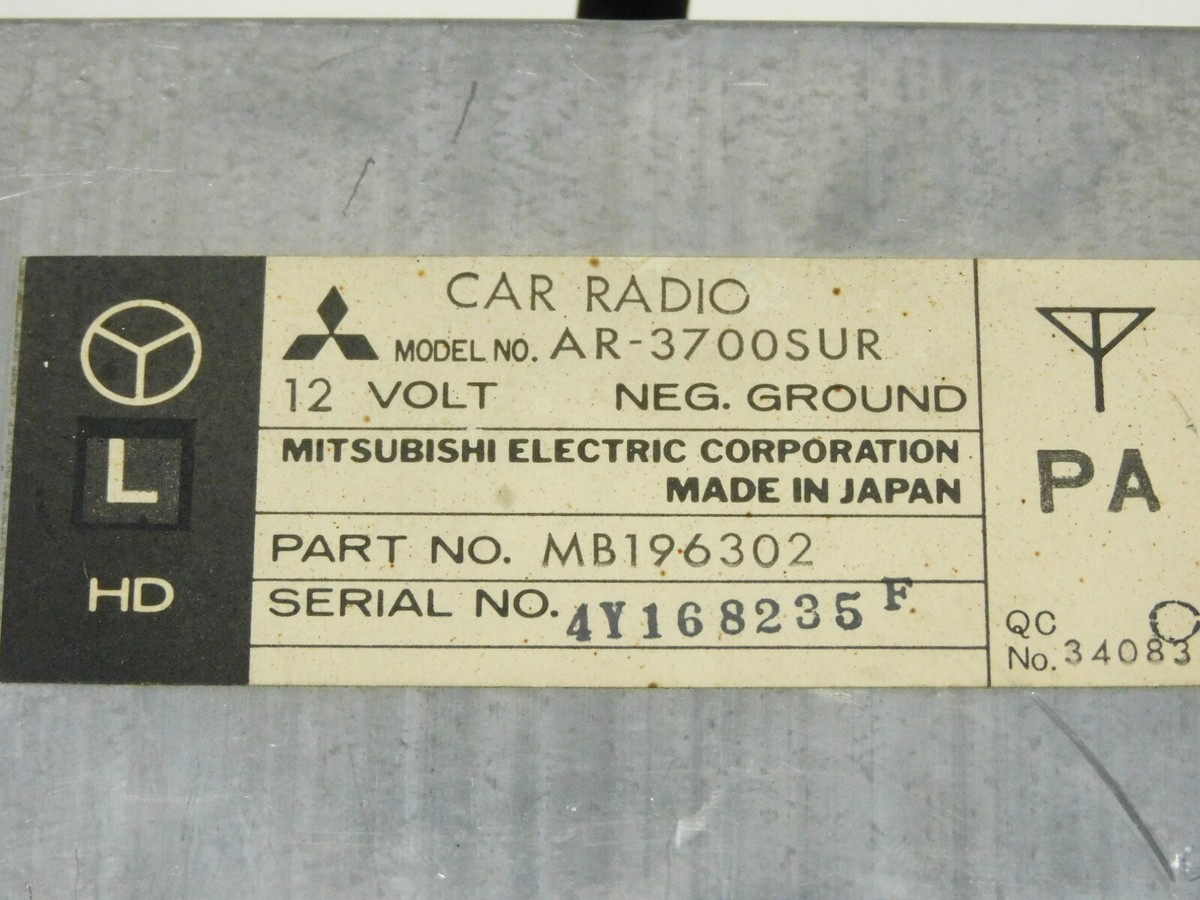 L
HD
CAR RADIO
MODEL NO. AR-3700SUR
12 VOLT NEG. GROUND
MITSUBISHI ELECTRIC CORPORATION
MADE IN JAPAN
PART NO. MB196302
SERIAL NO. 4Y168235 F
PA
QC
No. 34083